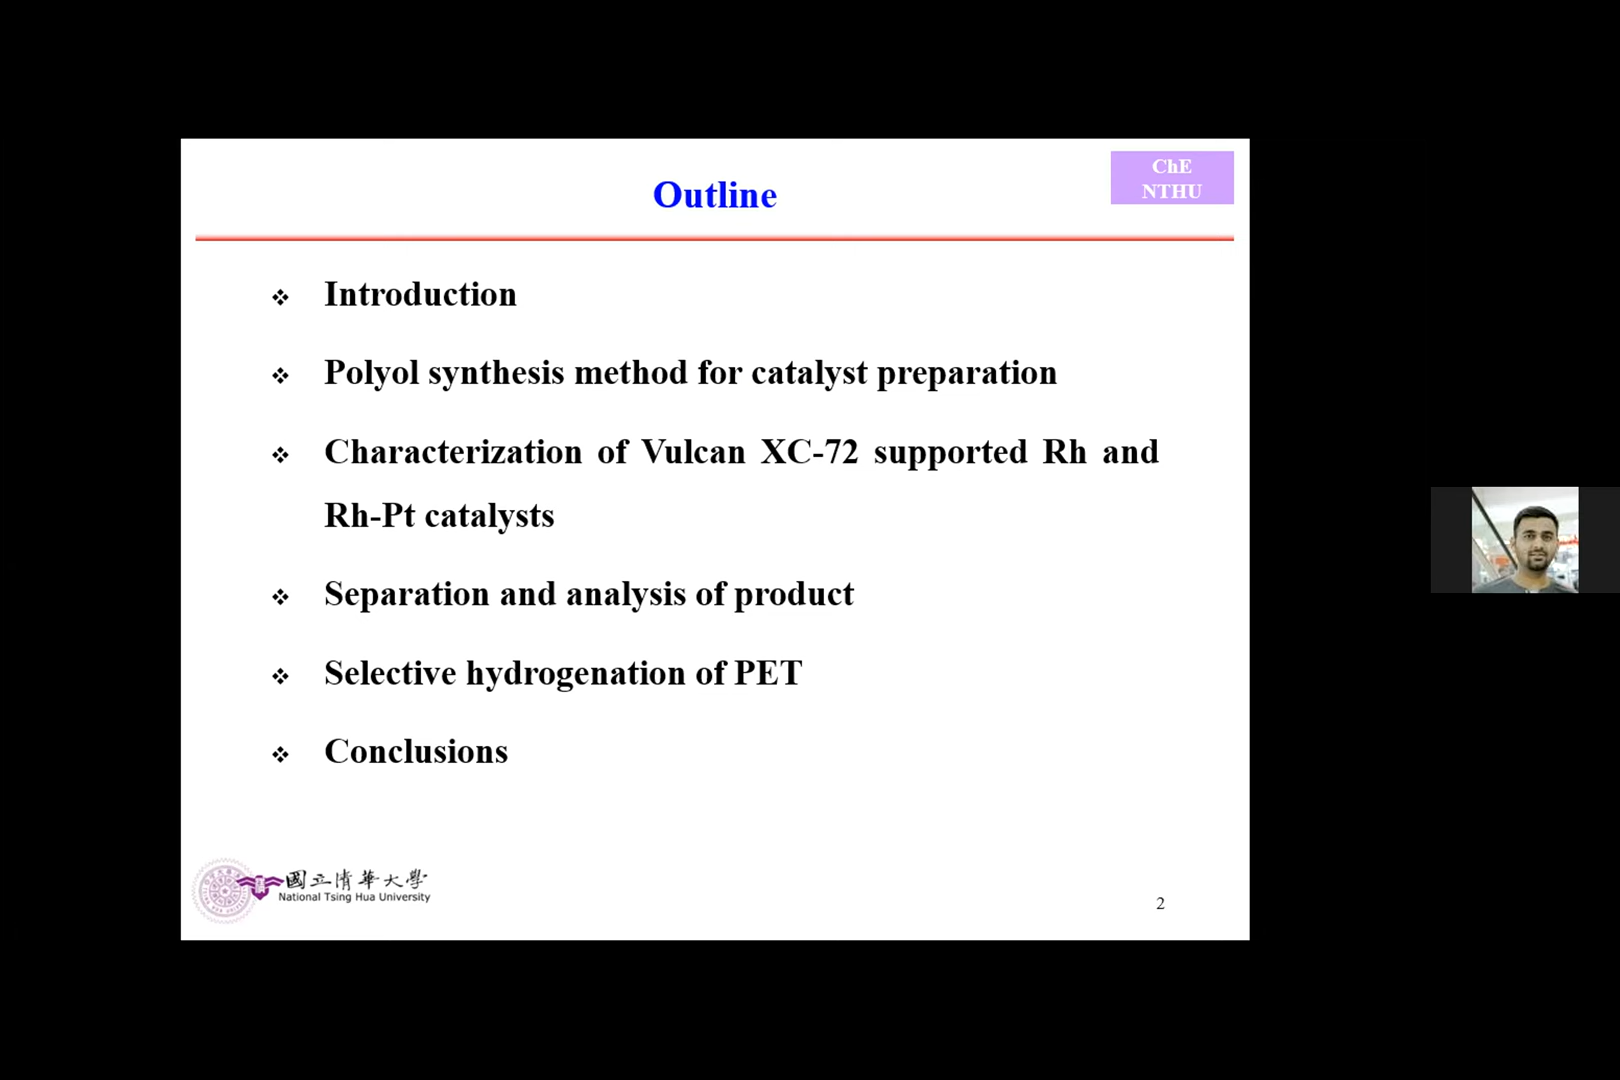 Outline
ChE
NTHU
❖ Introduction
❖ Polyol synthesis method for catalyst preparation
❖ Characterization of Vulcan XC-72 supported Rh and
Rh-Pt catalysts
❖ Separation and analysis of product
❖ Selective hydrogenation of PET
❖ Conclusions
國立清華大學
National Tsing Hua University
2